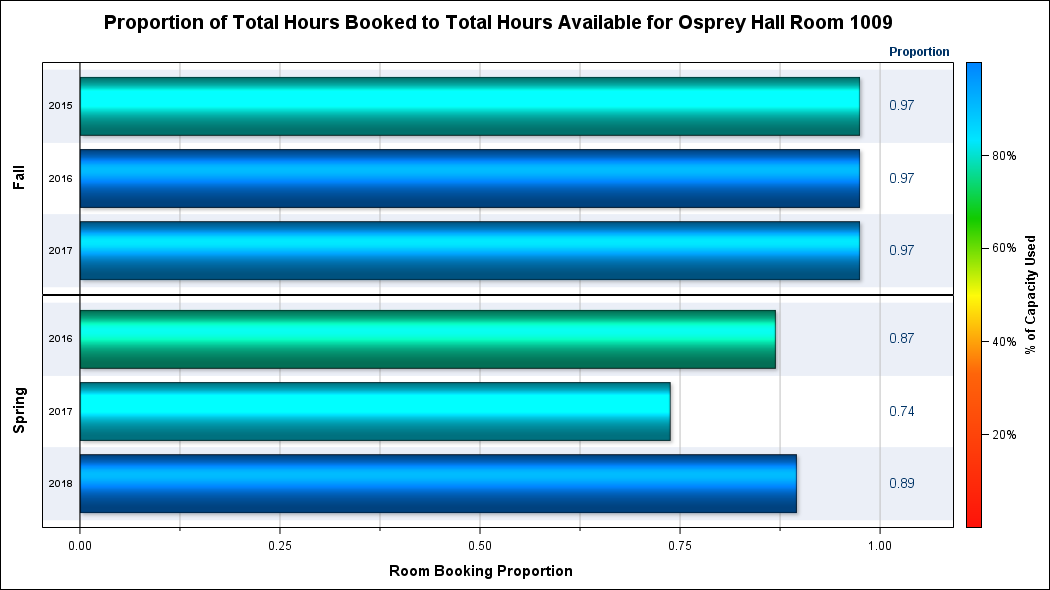 Proportion of Total Hours Booked to Total Hours Available for Osprey Hall Room 1009
Proportion
Fall
2015
0.97
2016
0.97
2017
0.97
Spring
2016
0.87
2017
0.74
2018
0.89
0.00 0.25 0.50 0.75 1.00
Room Booking Proportion
80%
60%
40%
20%
% of Capacity Used